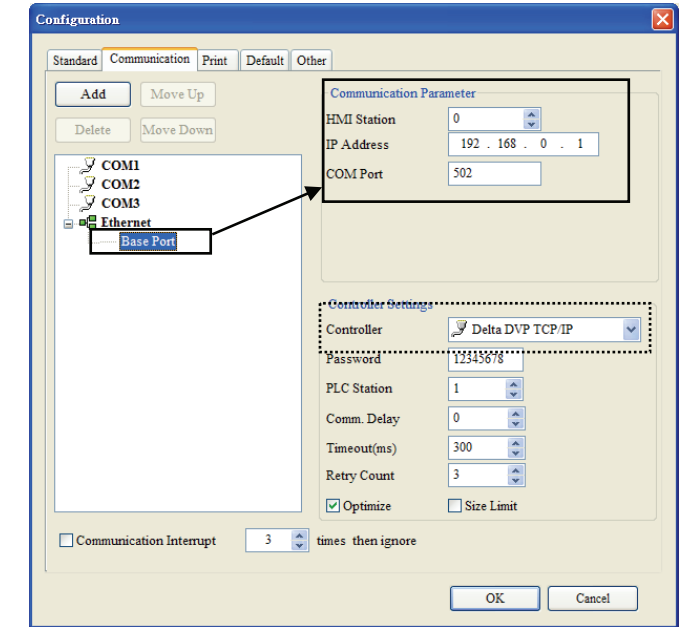 Configuration
Standard Communication Print Default Other
Add Move Up
Delete Move Down
COM1
COM2
COM3
Ethernet
Base Port
Communication Parameter
HMI Station 0
IP Address 192 . 168 . 0 . 1
COM Port 502
Controller Settings
Controller Delta DVP TCP/IP
Password 12345678
PLC Station 1
Comm. Delay 0
Timeout(ms) 300
Retry Count 3
Optimize Size Limit
Communication Interrupt 3 times then ignore
OK Cancel